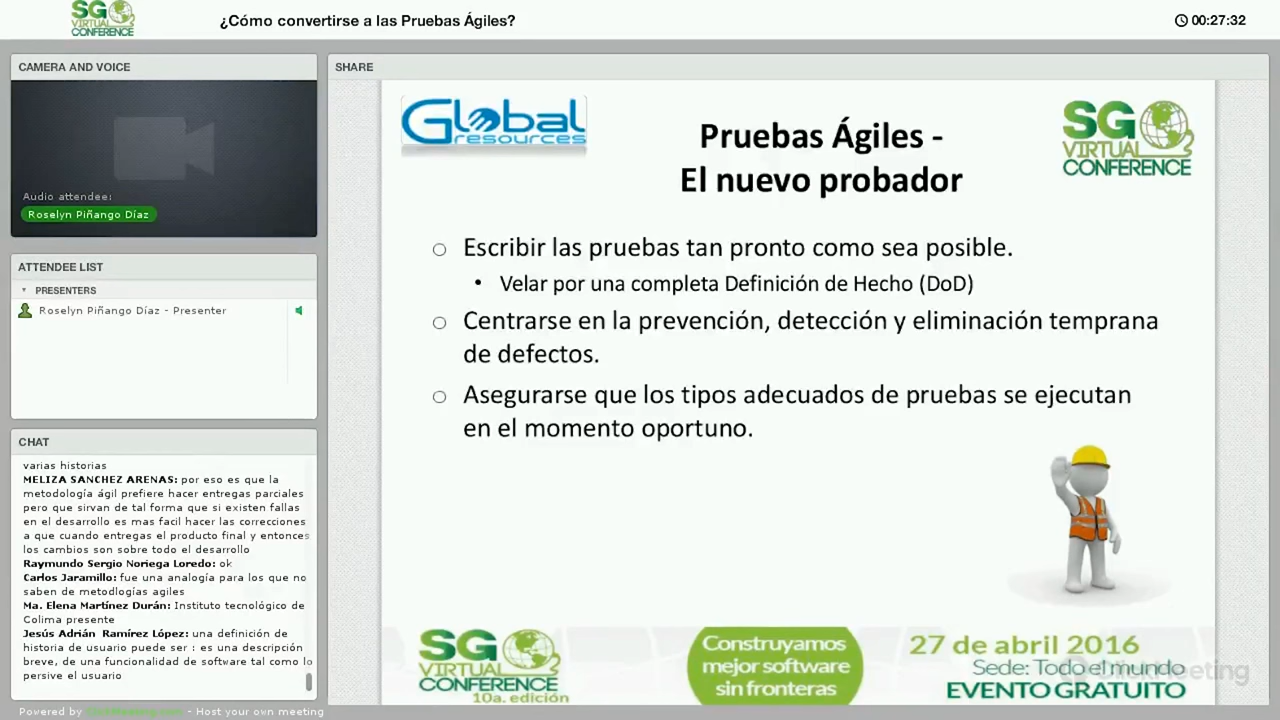 SG
VIRTUAL
CONFERENCE
¿Cómo convertirse a las Pruebas Ágiles?
00:27:32
CAMERA AND VOICE
Audio attendee:
Roselyn Piñango Díaz
ATTENDEE LIST
PRESENTERS
Roselyn Piñango Díaz - Presenter
CHAT
varias historias
MELIZA SANCHEZ ARENAS: por eso es que la
metodología ágil prefiere hacer entregas parciales
pero que sirvan de tal forma que si existen fallas
en el desarrollo es mas facil hacer las correcciones
a que cuando entregas el producto final y entonces
los cambios son sobre todo el desarrollo
Raymundo Sergio Noriega Loredo: ok
Carlos Jaramillo: fue una analogía para los que no
saben de metodlogías agiles
Ma. Elena Martínez Durán: Instituto tecnológico de
Colima presente
Jesús Adrián Ramírez López: una definición de
historia de usuario puede ser : es una descripción
breve, de una funcionalidad de software tal como lo
persive el usuario
Powered by ClickMeeting.com - Host your own meeting
SHARE
Global
resources
Pruebas Ágiles -
El nuevo probador
SG
VIRTUAL
CONFERENCE
Escribir las pruebas tan pronto como sea posible.
Velar por una completa Definición de Hecho (DoD)
Centrarse en la prevención, detección y eliminación temprana
de defectos.
Asegurarse que los tipos adecuados de pruebas se ejecutan
en el momento oportuno.
SG
VIRTUAL
CONFERENCE
10a. edición
Construyamos
mejor software
sin fronteras
27 de abril 2016
Sede: Todo el mundo
EVENTO GRATUITO
ClickMeeting